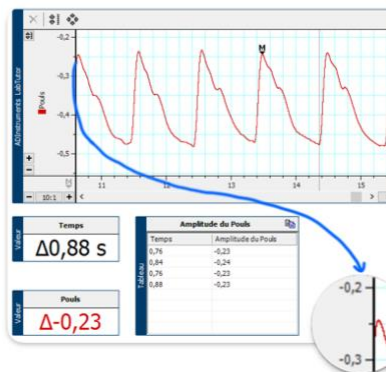 -0,2
-0,3
-0,4
-0,5
Pouls
ADInstruments LabTutor
M
10:1
11
12
13
14
15
Valeur
Temps
Δ0,88 s
Valeur
Pouls
Δ-0,23
Tableau
Amplitude du Pouls
Temps Amplitude du Pouls
0,76 -0,23
0,84 -0,24
0,76 -0,23
0,88 -0,23
-0,2
-0,3